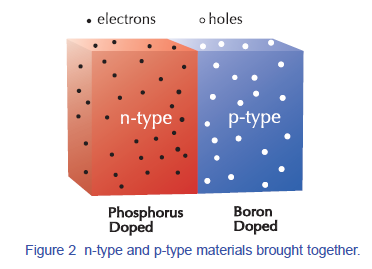 electrons holes
n-type p-type
Phosphorus Boron
Doped Doped
Figure 2 n-type and p-type materials brought together.